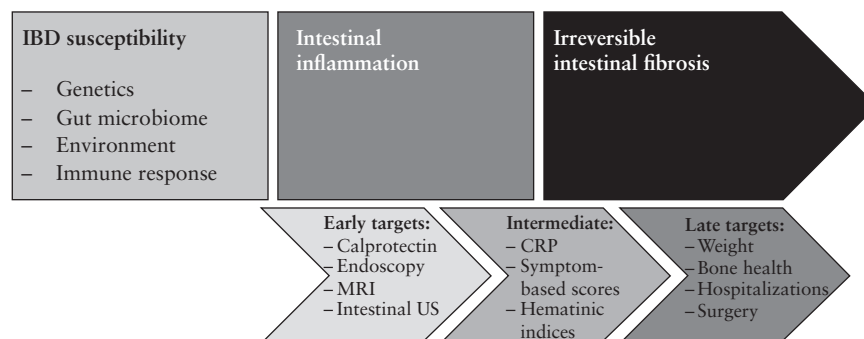 IBD susceptibility
– Genetics
– Gut microbiome
– Environment
– Immune response
Intestinal
inflammation
Irreversible
intestinal fibrosis
Early targets:
– Calprotectin
– Endoscopy
– MRI
– Intestinal US
Intermediate:
– CRP
– Symptom-
based scores
– Hematinic
indices
Late targets:
– Weight
– Bone health
– Hospitalizations
– Surgery